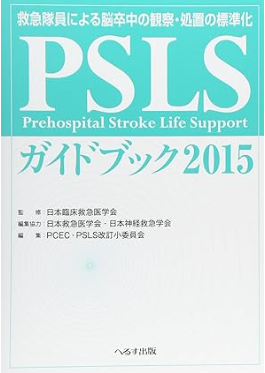 救急隊員による脳卒中の観察・処置の標準化
PSLS
Prehospital Stroke Life Support
ガイドブック2015
監 修 日本臨床救急医学会
編集協力 日本救急医学会・日本神経救急学会
編 集 PCEC・PSLS改訂小委員会
へるす出版